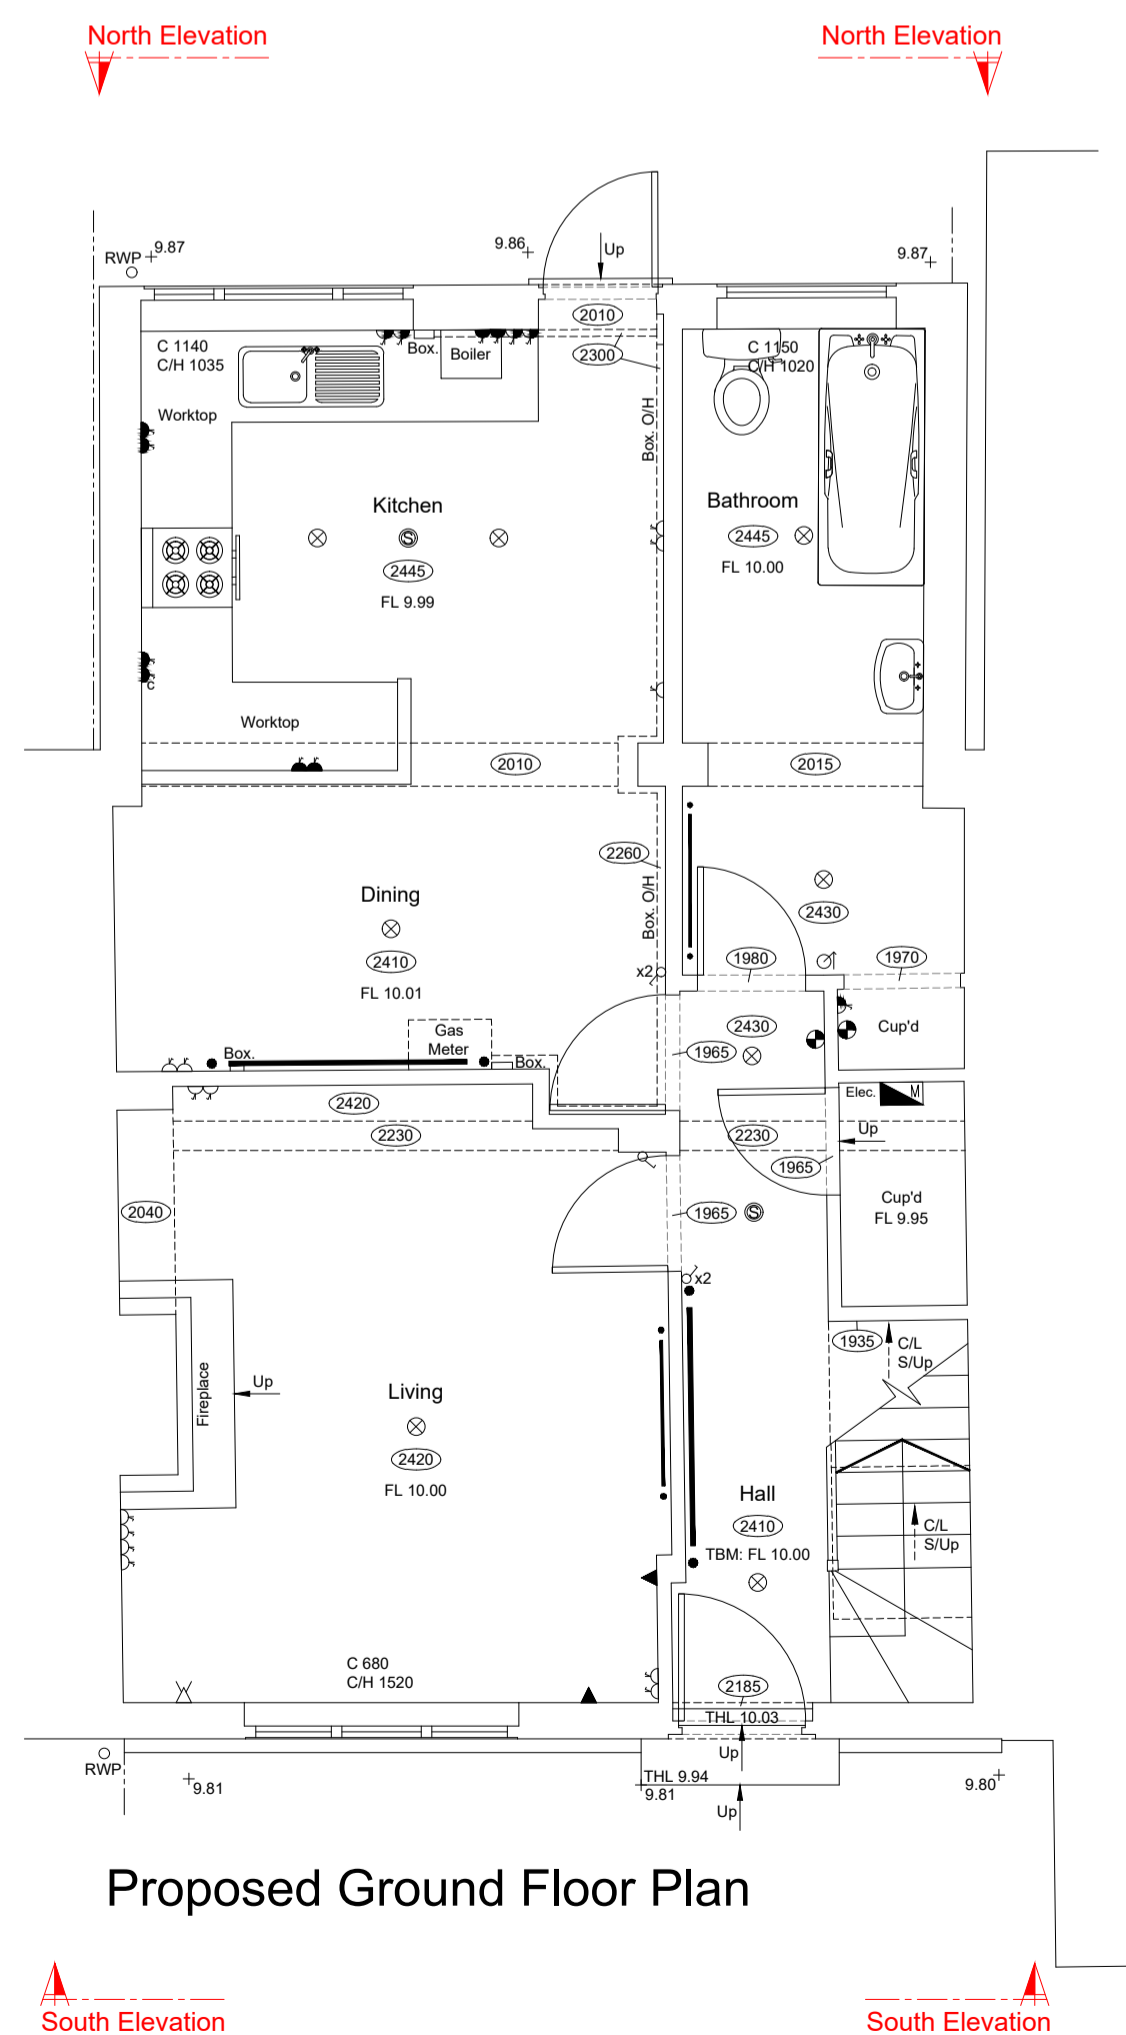 North Elevation
North Elevation
RWP
9.87
9.86
Up
9.87
2010
2300
C 1140
C/H 1035
Box.
Boiler
C 1150
C/H 1020
Worktop
Box. O/H
Kitchen
S
2445
FL 9.99
Bathroom
2445
FL 10.00
c
Worktop
2010
2015
2260
Dining
2410
FL 10.01
Box. O/H
x2
2430
1980
1970
2430
Cup'd
1965
Gas
Meter
Box.
Box.
Elec.
M
2420
2230
2230
Up
1965
2040
1965
S
Cup'd
FL 9.95
x2
1935
C/L
S/Up
Fireplace
Up
Living
2420
FL 10.00
Hall
2410
TBM: FL 10.00
C/L
S/Up
C 680
C/H 1520
2185
THL 10.03
Up
RWP
9.81
THL 9.94
9.81
Up
9.80
Proposed Ground Floor Plan
South Elevation
South Elevation